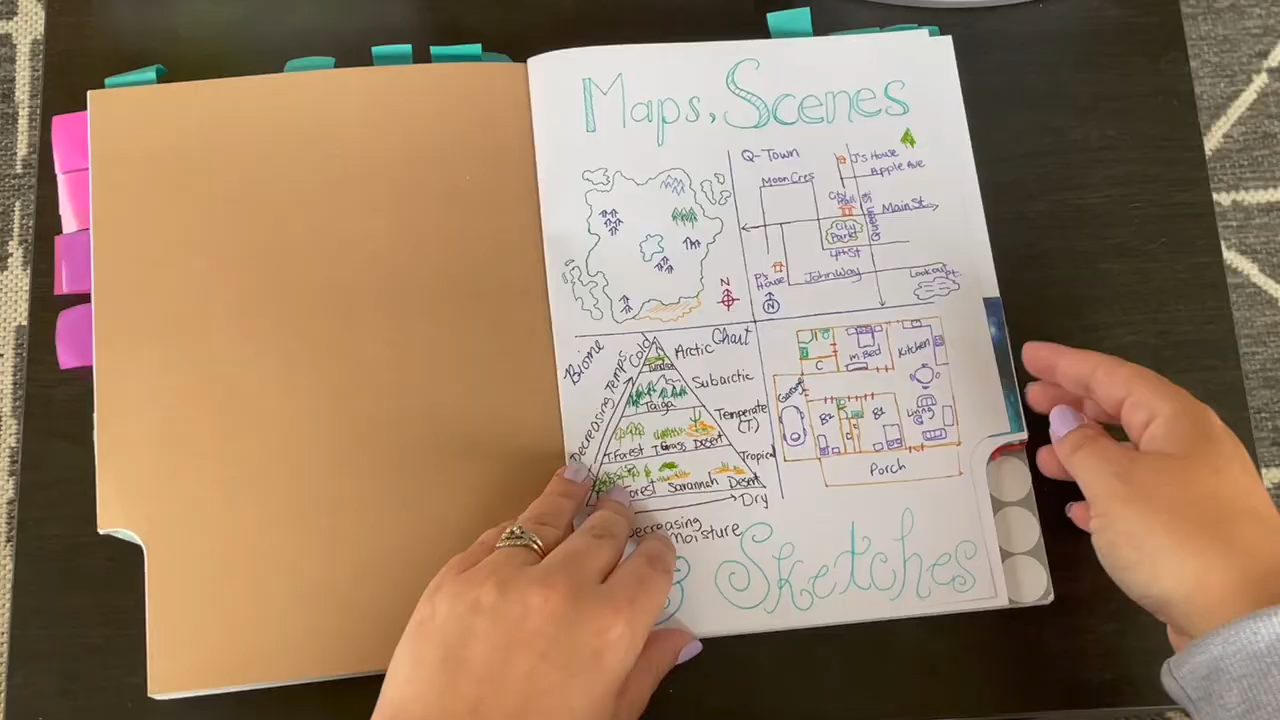 Maps, Scenes
N
Q-Town
J's House
Apple Ave
Moon Cres
City Hall
Main St
City Park
4th St
P's House
John Way
Lookout pt.
N
Biome Chart
Decreasing Temps.
Cold
Arctic
Tundra
Subarctic
Taiga
Temperate (T.)
T.Forest T.Grass Desert
Tropical
Forest Savannah Desert
Dry
Decreasing
Moisture
C
m. Bed
Kitchen
Garage
B2
C
C
B1
Living
Porch
& Sketches